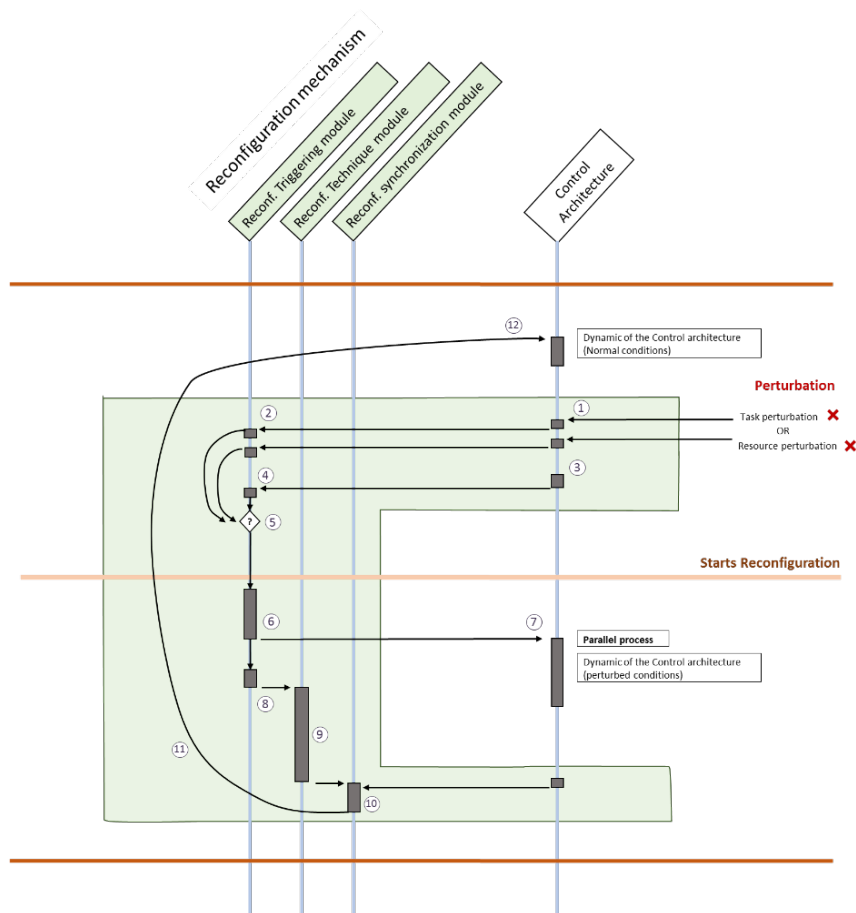 Reconfiguration mechanism
Reconf. Triggering module
Reconf. Technique module
Reconf. synchronization module
Control
Architecture
12
Dynamic of the Control architecture
(Normal conditions)
Perturbation
1
2
Task perturbation
OR
Resource perturbation
3
4
?
5
Starts Reconfiguration
6
7
Parallel process
Dynamic of the Control architecture
(perturbed conditions)
8
9
11
10